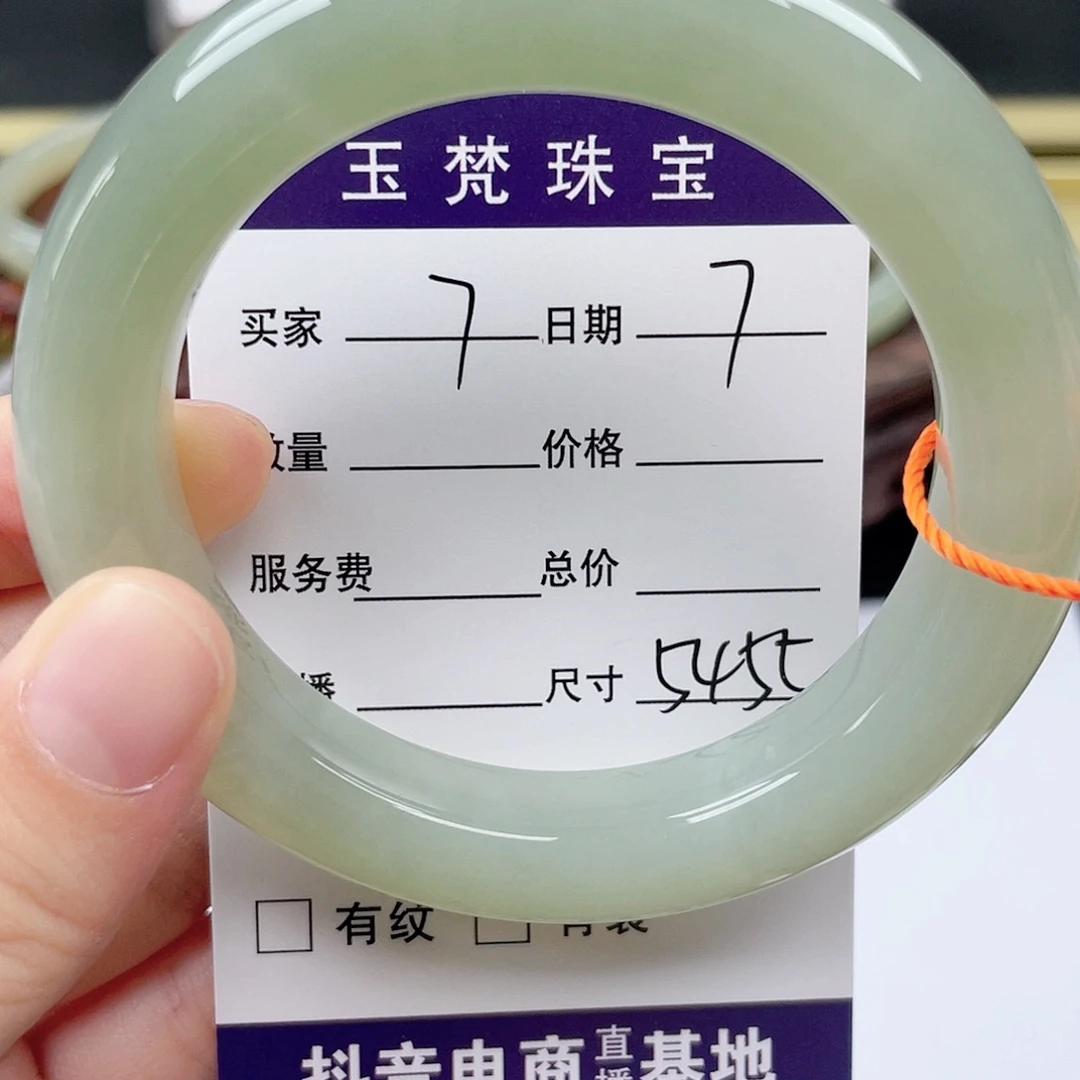 玉梵珠宝
买家 7 日期 7
量 价格
服务费 总价
播 尺寸 5455
有纹
抖音电商直播基地